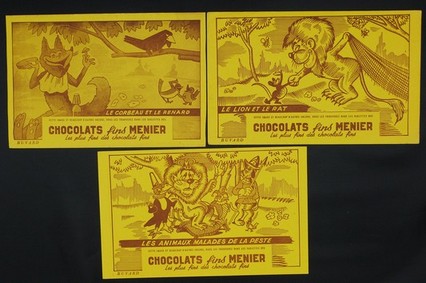 LE CORBEAU ET LE RENARD
CHOCOLATS fins MENIER
Les plus fins des chocolats fins
BUVARD
LE LION ET LE RAT
CHOCOLATS fins MENIER
Les plus fins des chocolats fins
BUVARD
LES ANIMAUX MALADES DE LA PESTE
CHOCOLATS fins MENIER
Les plus fins des chocolats fins
BUVARD